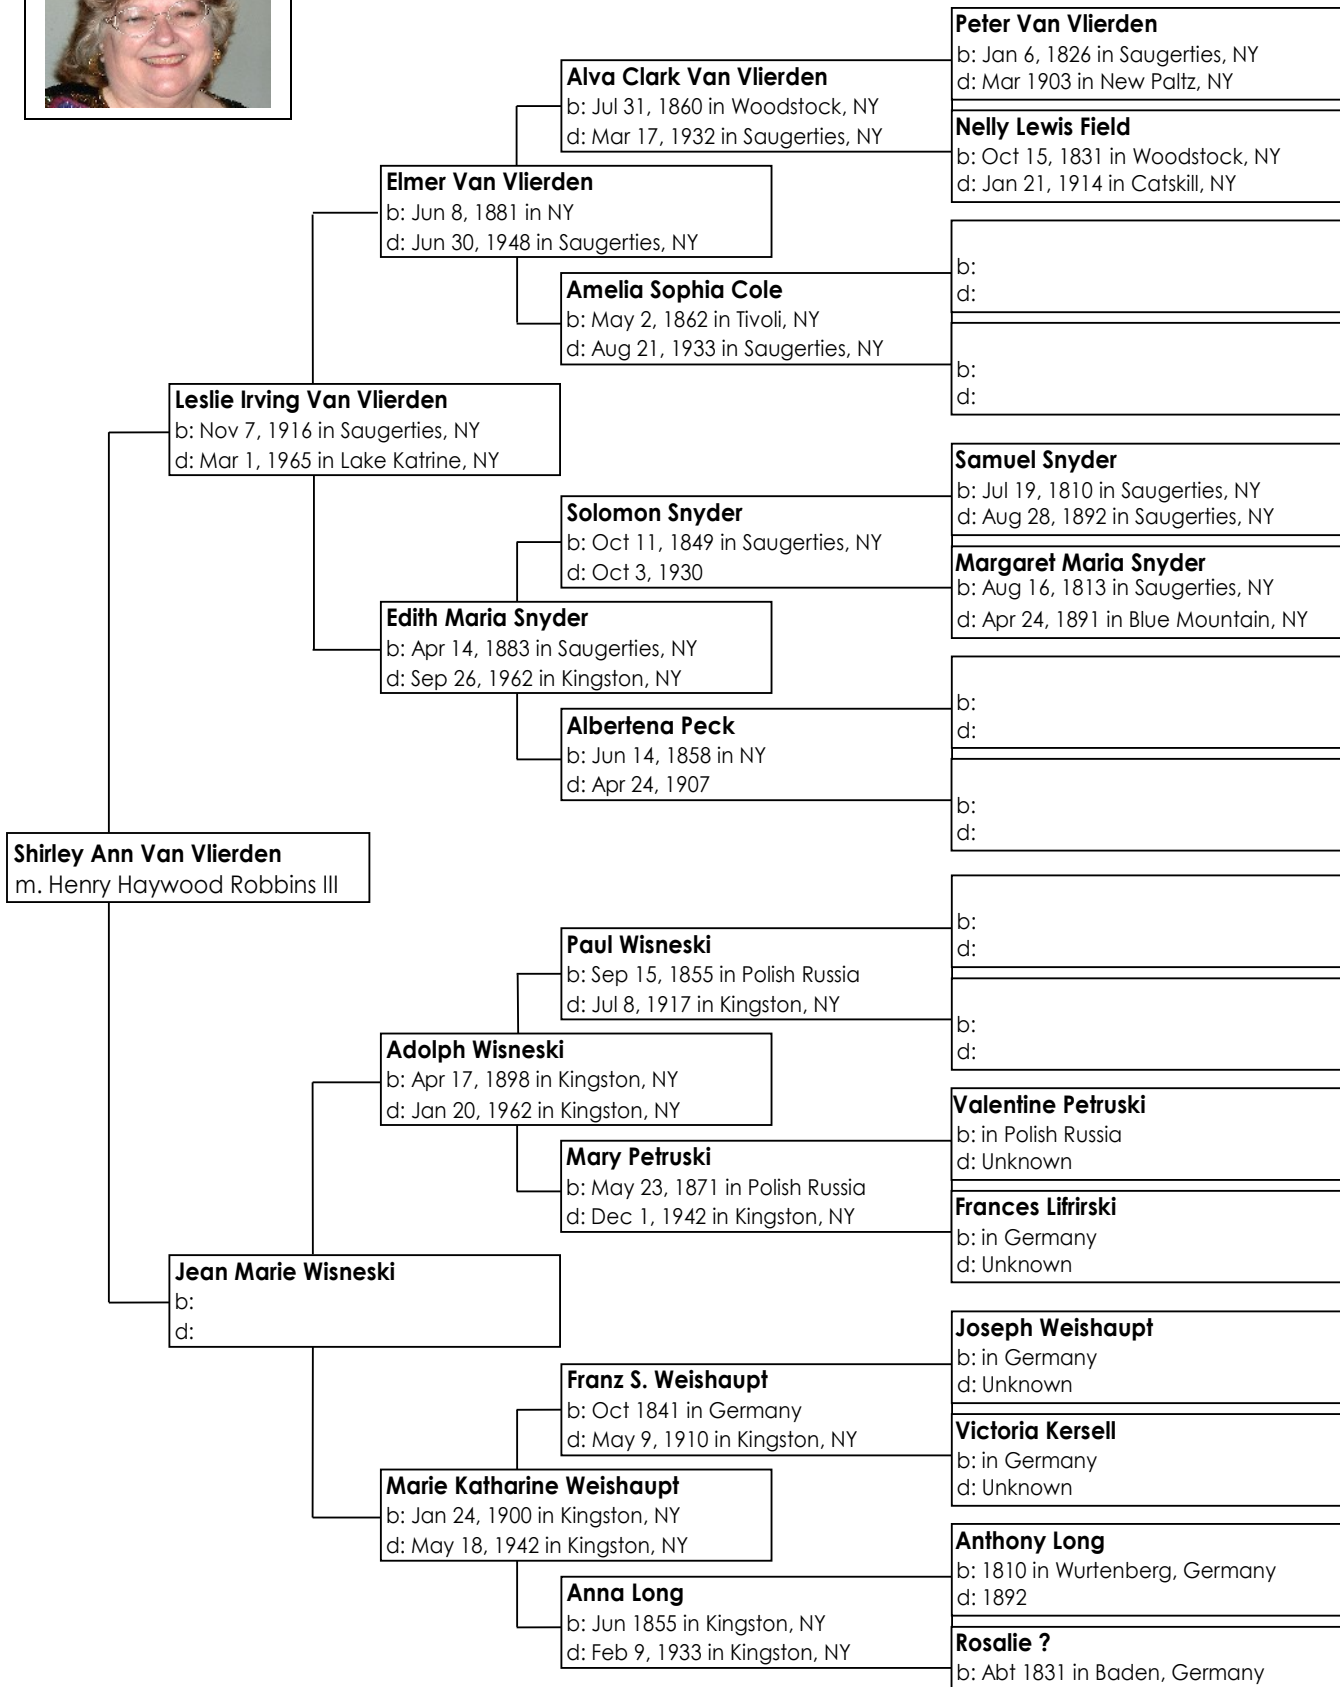 Peter Van Vlierden
b: Jan 6, 1826 in Saugerties, NY
d: Mar 1903 in New Paltz, NY
Alva Clark Van Vlierden
b: Jul 31, 1860 in Woodstock, NY
d: Mar 17, 1932 in Saugerties, NY
Nelly Lewis Field
b: Oct 15, 1831 in Woodstock, NY
d: Jan 21, 1914 in Catskill, NY
Elmer Van Vlierden
b: Jun 8, 1881 in NY
d: Jun 30, 1948 in Saugerties, NY
b:
d:
Amelia Sophia Cole
b: May 2, 1862 in Tivoli, NY
d: Aug 21, 1933 in Saugerties, NY
b:
d:
Leslie Irving Van Vlierden
b: Nov 7, 1916 in Saugerties, NY
d: Mar 1, 1965 in Lake Katrine, NY
Samuel Snyder
b: Jul 19, 1810 in Saugerties, NY
d: Aug 28, 1892 in Saugerties, NY
Solomon Snyder
b: Oct 11, 1849 in Saugerties, NY
d: Oct 3, 1930
Margaret Maria Snyder
b: Aug 16, 1813 in Saugerties, NY
d: Apr 24, 1891 in Blue Mountain, NY
Edith Maria Snyder
b: Apr 14, 1883 in Saugerties, NY
d: Sep 26, 1962 in Kingston, NY
b:
d:
Albertena Peck
b: Jun 14, 1858 in NY
d: Apr 24, 1907
b:
d:
Shirley Ann Van Vlierden
m. Henry Haywood Robbins III
b:
d:
Paul Wisneski
b: Sep 15, 1855 in Polish Russia
d: Jul 8, 1917 in Kingston, NY
b:
d:
Adolph Wisneski
b: Apr 17, 1898 in Kingston, NY
d: Jan 20, 1962 in Kingston, NY
Valentine Petruski
b: in Polish Russia
d: Unknown
Mary Petruski
b: May 23, 1871 in Polish Russia
d: Dec 1, 1942 in Kingston, NY
Frances Lifrirski
b: in Germany
d: Unknown
Jean Marie Wisneski
b:
d:
Joseph Weishaupt
b: in Germany
d: Unknown
Franz S. Weishaupt
b: Oct 1841 in Germany
d: May 9, 1910 in Kingston, NY
Victoria Kersell
b: in Germany
d: Unknown
Marie Katharine Weishaupt
b: Jan 24, 1900 in Kingston, NY
d: May 18, 1942 in Kingston, NY
Anthony Long
b: 1810 in Wurtenberg, Germany
d: 1892
Anna Long
b: Jun 1855 in Kingston, NY
d: Feb 9, 1933 in Kingston, NY
Rosalie ?
b: Abt 1831 in Baden, Germany